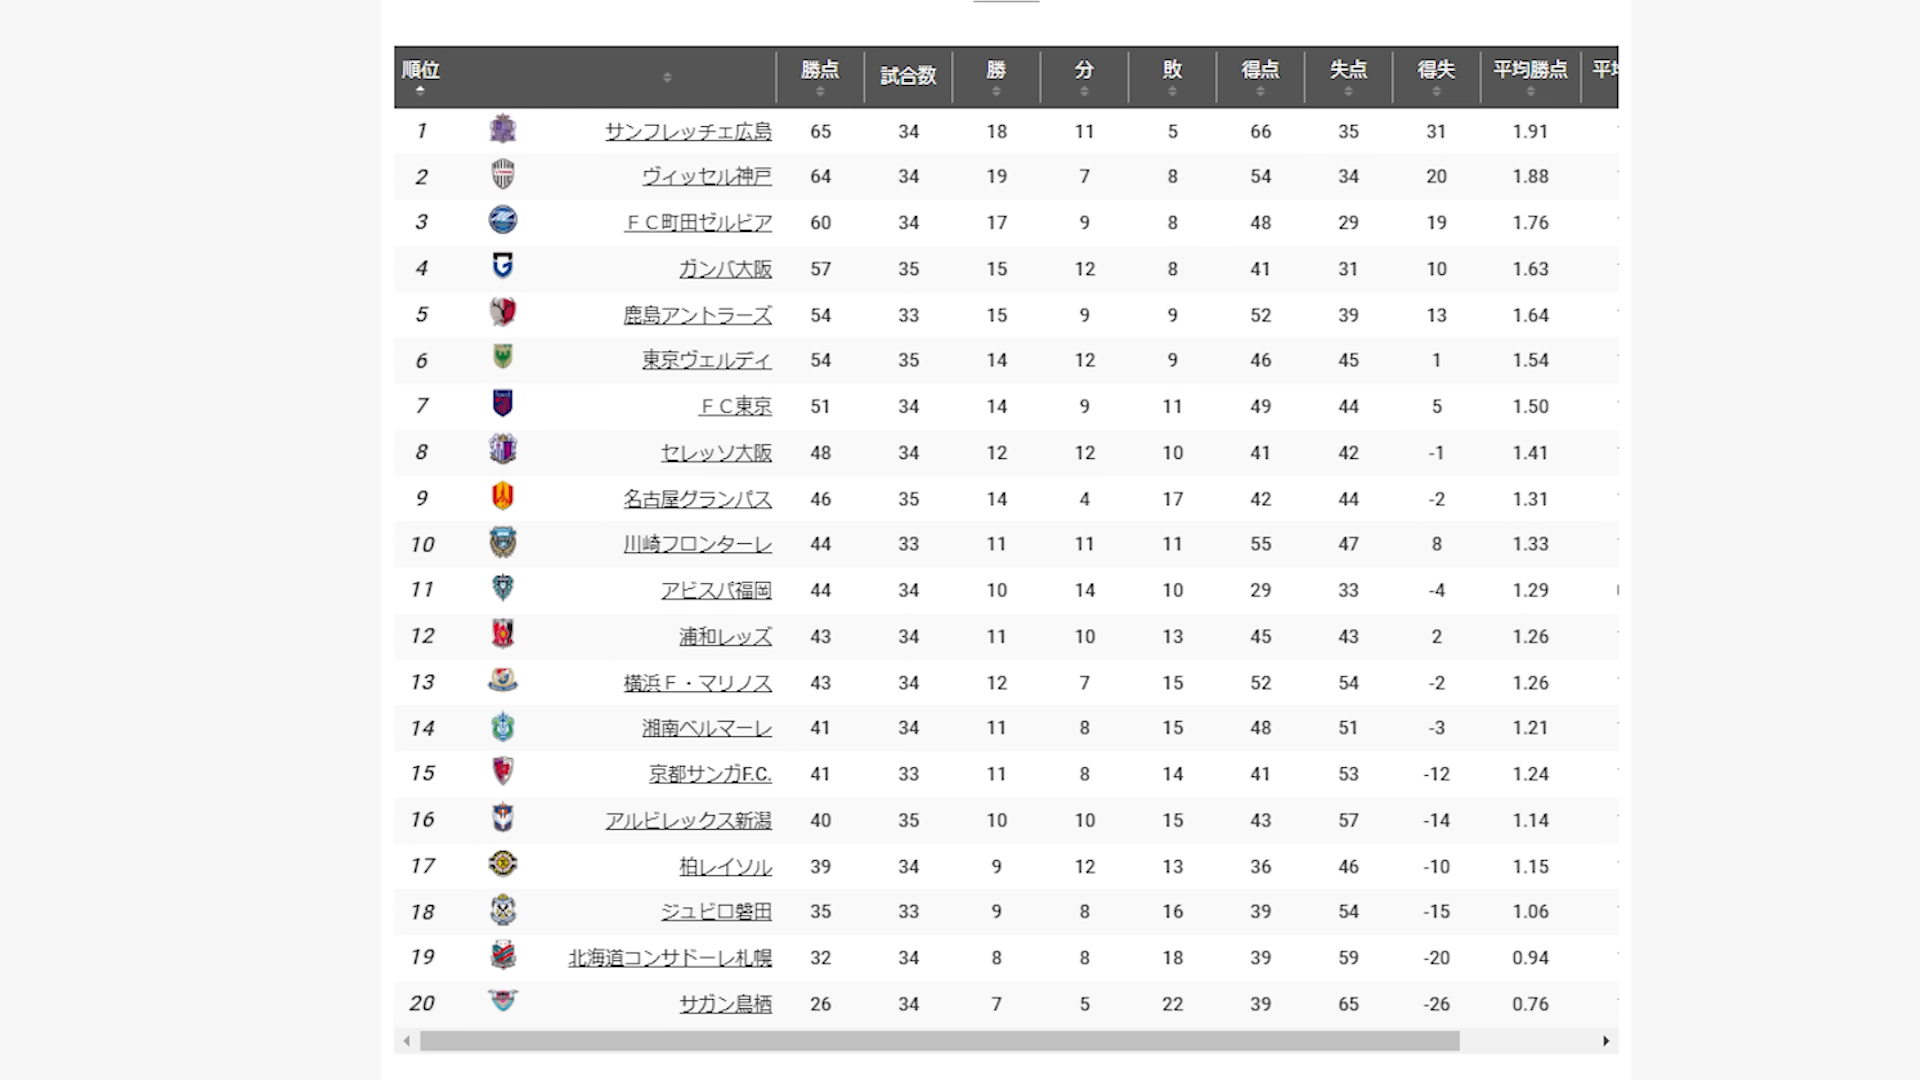 順位 勝点 試合数 勝 分 敗 得点 失点 得失 平均勝点
1 サンフレッチェ広島 65 34 18 11 5 66 35 31 1.91
2 ヴィッセル神戸 64 34 19 7 8 54 34 20 1.88
3 ＦＣ町田ゼルビア 60 34 17 9 8 48 29 19 1.76
4 ガンバ大阪 57 35 15 12 8 41 31 10 1.63
5 鹿島アントラーズ 54 33 15 9 9 52 39 13 1.64
6 東京ヴェルディ 54 35 14 12 9 46 45 1 1.54
7 ＦＣ東京 51 34 14 9 11 49 44 5 1.50
8 セレッソ大阪 48 34 12 12 10 41 42 -1 1.41
9 名古屋グランパス 46 35 14 4 17 42 44 -2 1.31
10 川崎フロンターレ 44 33 11 11 11 55 47 8 1.33
11 アビスパ福岡 44 34 10 14 10 29 33 -4 1.29
12 浦和レッズ 43 34 11 10 13 45 43 2 1.26
13 横浜Ｆ・マリノス 43 34 12 7 15 52 54 -2 1.26
14 湘南ベルマーレ 41 34 11 8 15 48 51 -3 1.21
15 京都サンガF.C. 41 33 11 8 14 41 53 -12 1.24
16 アルビレックス新潟 40 35 10 10 15 43 57 -14 1.14
17 柏レイソル 39 34 9 12 13 36 46 -10 1.15
18 ジュビロ磐田 35 33 9 8 16 39 54 -15 1.06
19 北海道コンサドーレ札幌 32 34 8 8 18 39 59 -20 0.94
20 サガン鳥栖 26 34 7 5 22 39 65 -26 0.76